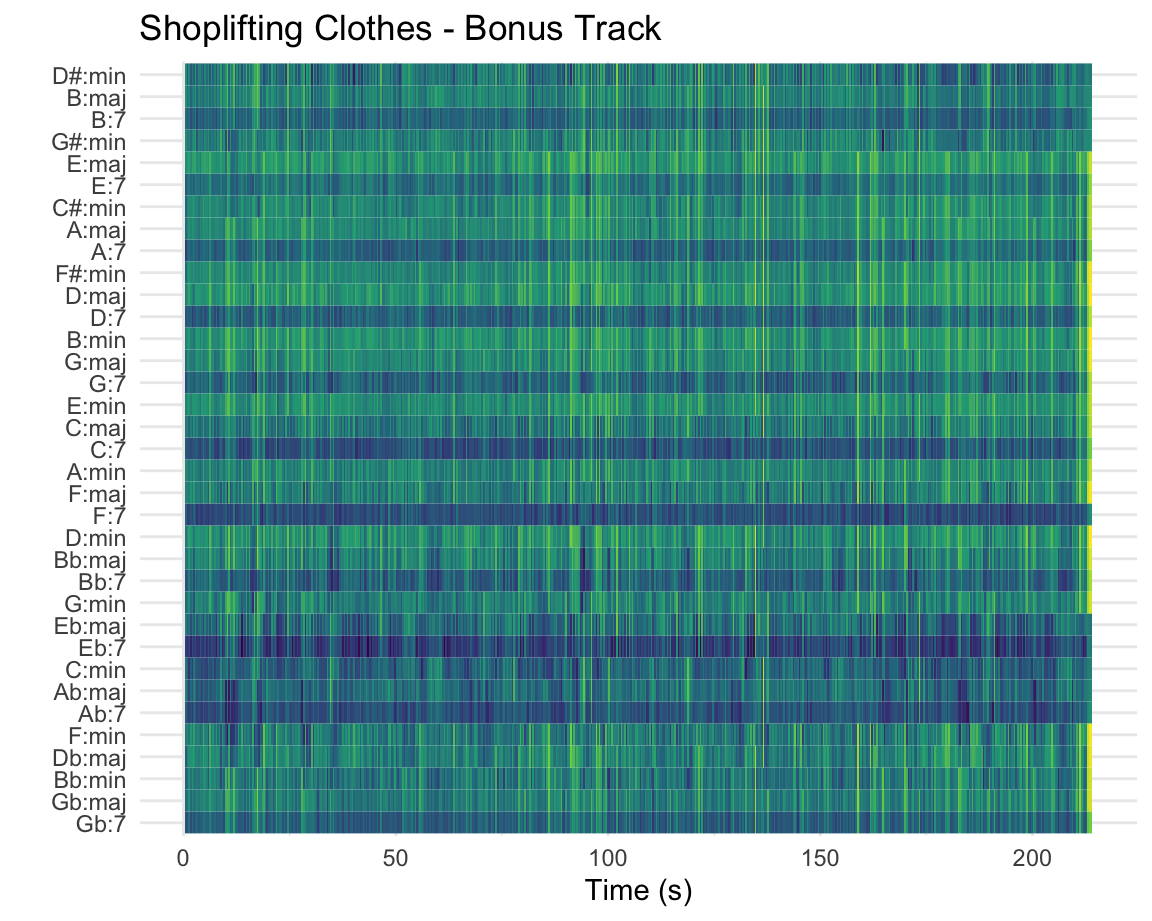 Shoplifting Clothes - Bonus Track
D#:min
B:maj
B:7
G#:min
E:maj
E:7
C#:min
A:maj
A:7
F#:min
D:maj
D:7
B:min
G:maj
G:7
E:min
C:maj
C:7
A:min
F:maj
F:7
D:min
Bb:maj
Bb:7
G:min
Eb:maj
Eb:7
C:min
Ab:maj
Ab:7
F:min
Db:maj
Bb:min
Gb:maj
Gb:7
0 50 100 150 200
Time (s)